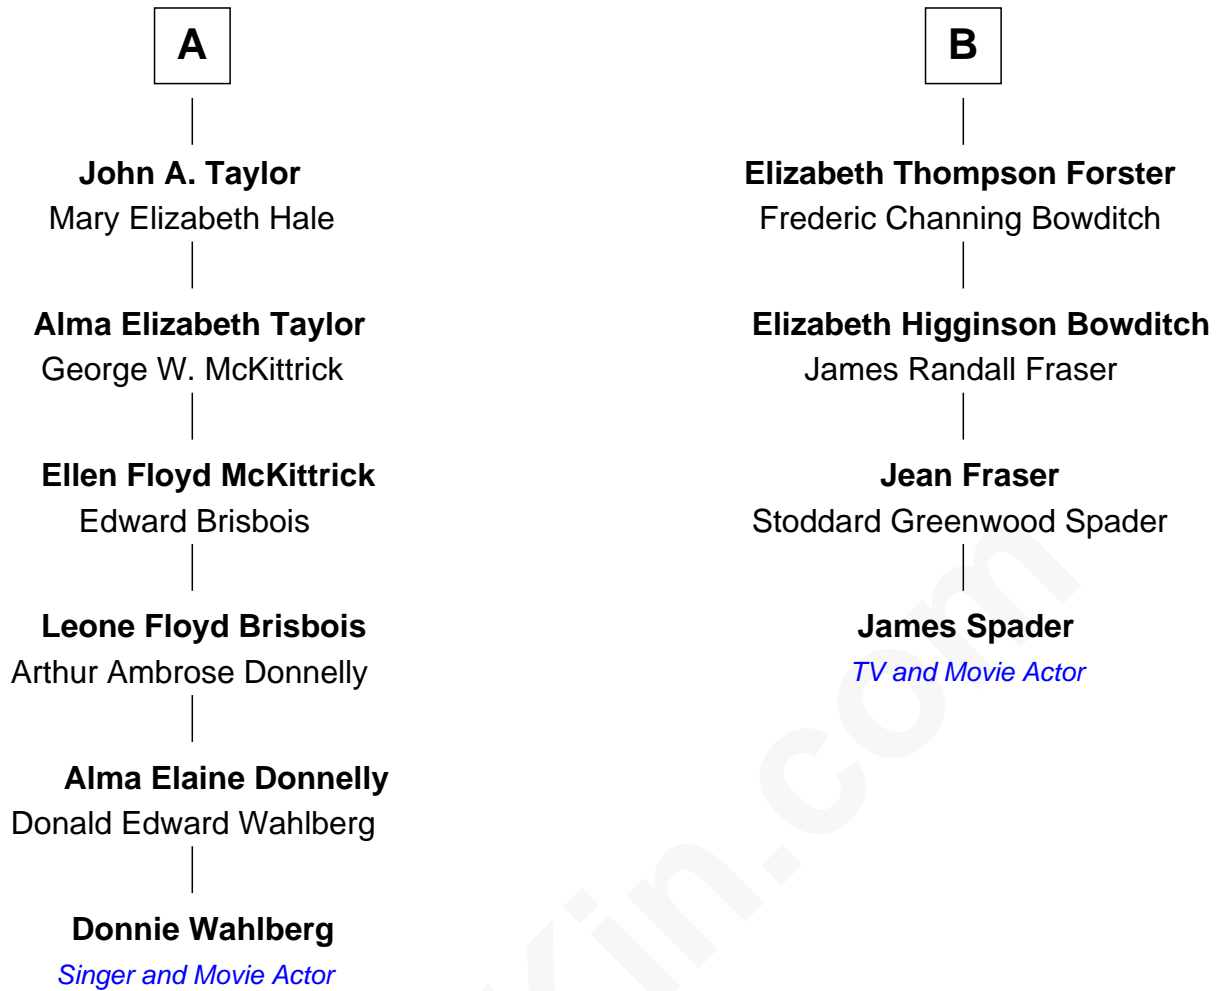 A
John A. Taylor
Mary Elizabeth Hale
Alma Elizabeth Taylor
George W. McKittrick
Ellen Floyd McKittrick
Edward Brisbois
Leone Floyd Brisbois
Arthur Ambrose Donnelly
Alma Elaine Donnelly
Donald Edward Wahlberg
Donnie Wahlberg
Singer and Movie Actor
B
Elizabeth Thompson Forster
Frederic Channing Bowditch
Elizabeth Higginson Bowditch
James Randall Fraser
Jean Fraser
Stoddard Greenwood Spader
James Spader
TV and Movie Actor